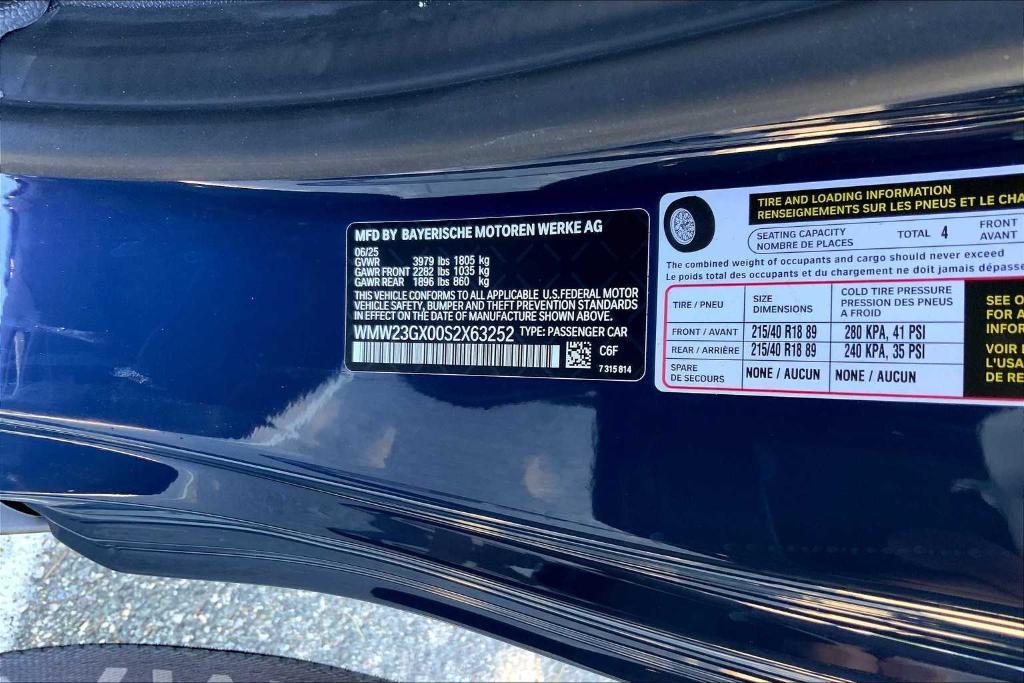 MFD BY BAYERISCHE MOTOREN WERKE AG
06/25
GVWR 3979 lbs 1805 kg
GAWR FRONT 2282 lbs 1035 kg
GAWR REAR 1896 lbs 860 kg
THIS VEHICLE CONFORMS TO ALL APPLICABLE U.S.FEDERAL MOTOR
VEHICLE SAFETY, BUMPER AND THEFT PREVENTION STANDARDS
IN EFFECT ON THE DATE OF MANUFACTURE SHOWN ABOVE.
WMW23GX00S2X63252 TYPE: PASSENGER CAR
C6F
7 315 814
TIRE AND LOADING INFORMATION
RENSEIGNEMENTS SUR LES PNEUS ET LE CHA
SEATING CAPACITY
NOMBRE DE PLACES
TOTAL 4
FRONT
AVANT
The combined weight of occupants and cargo should never exceed
Le poids total des occupants et du chargement ne doit jamais dépasse
TIRE / PNEU
SIZE
DIMENSIONS
COLD TIRE PRESSURE
PRESSION DES PNEUS
A FROID
FRONT / AVANT 215/40 R18 89 280 KPA, 41 PSI
REAR / ARRIÈRE 215/40 R18 89 240 KPA, 35 PSI
SPARE
DE SECOURS
NONE / AUCUN NONE / AUCUN
SEE O
FOR A
INFOR
VOIR L
L'USA
DE RE